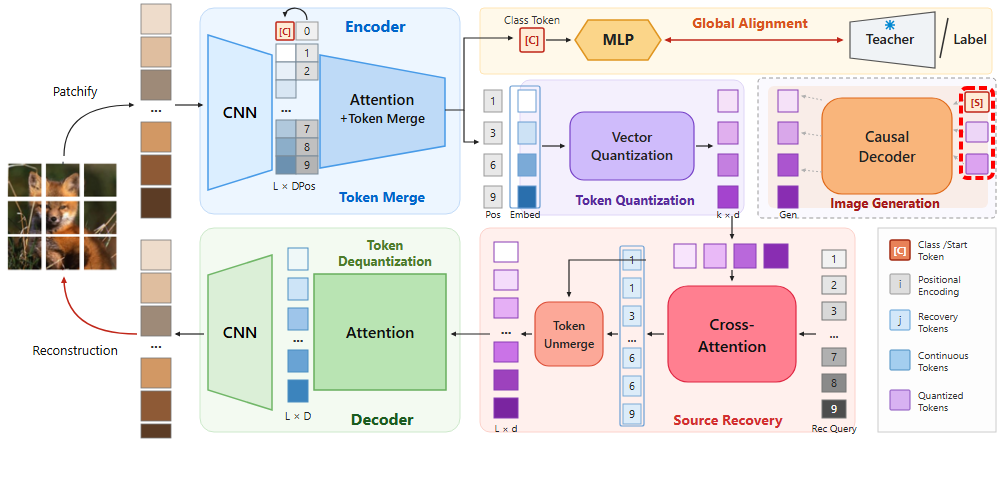 Patchify
Reconstruction
...
...
Encoder
[C]
0
1
2
...
7
8
9
CNN
Attention
+Token Merge
L × D
Pos
Token Merge
Class Token
[C]
MLP
Global Alignment
Teacher
Label
1
3
6
9
Pos
Embed
Vector
Quantization
Token Quantization
k × d
Gen
Causal
Decoder
[S]
Image Generation
Token
Dequantization
CNN
Attention
L × D
Decoder
...
L × d
Token
Unmerge
1
1
3
...
6
6
9
Cross-
Attention
Source Recovery
1
2
3
...
7
8
9
Rec Query
[C]
Class /Start
Token
i
Positional
Encoding
j
Recovery
Tokens
Continuous
Tokens
Quantized
Tokens